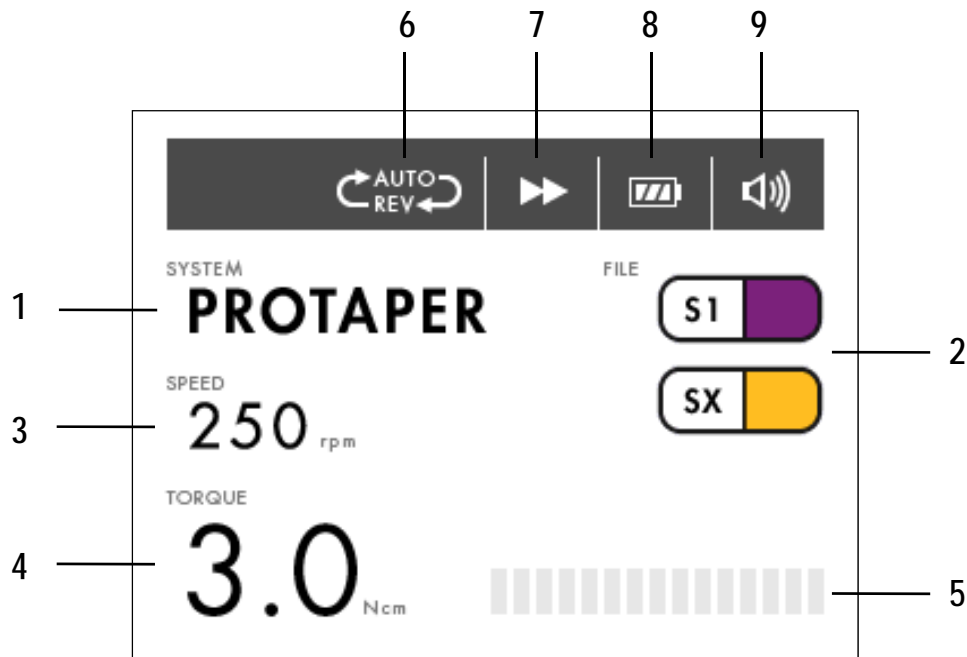 6 7 8 9
AUTO
REV
SYSTEM FILE
1 PROTAPER S1
2
SPEED SX
3 250 rpm
TORQUE
4 3.0 Ncm
5